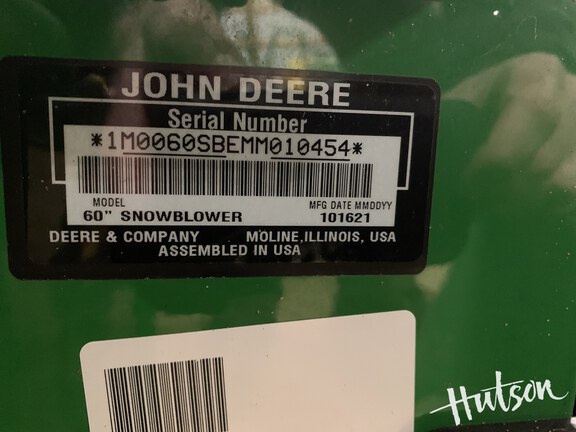 JOHN DEERE
Serial Number
*1M0060SBEMM010454*
MODEL
MFG DATE MMDDYY
60" SNOWBLOWER
101621
DEERE & COMPANY MOLINE, ILLINOIS, USA
ASSEMBLED IN USA
Hutson